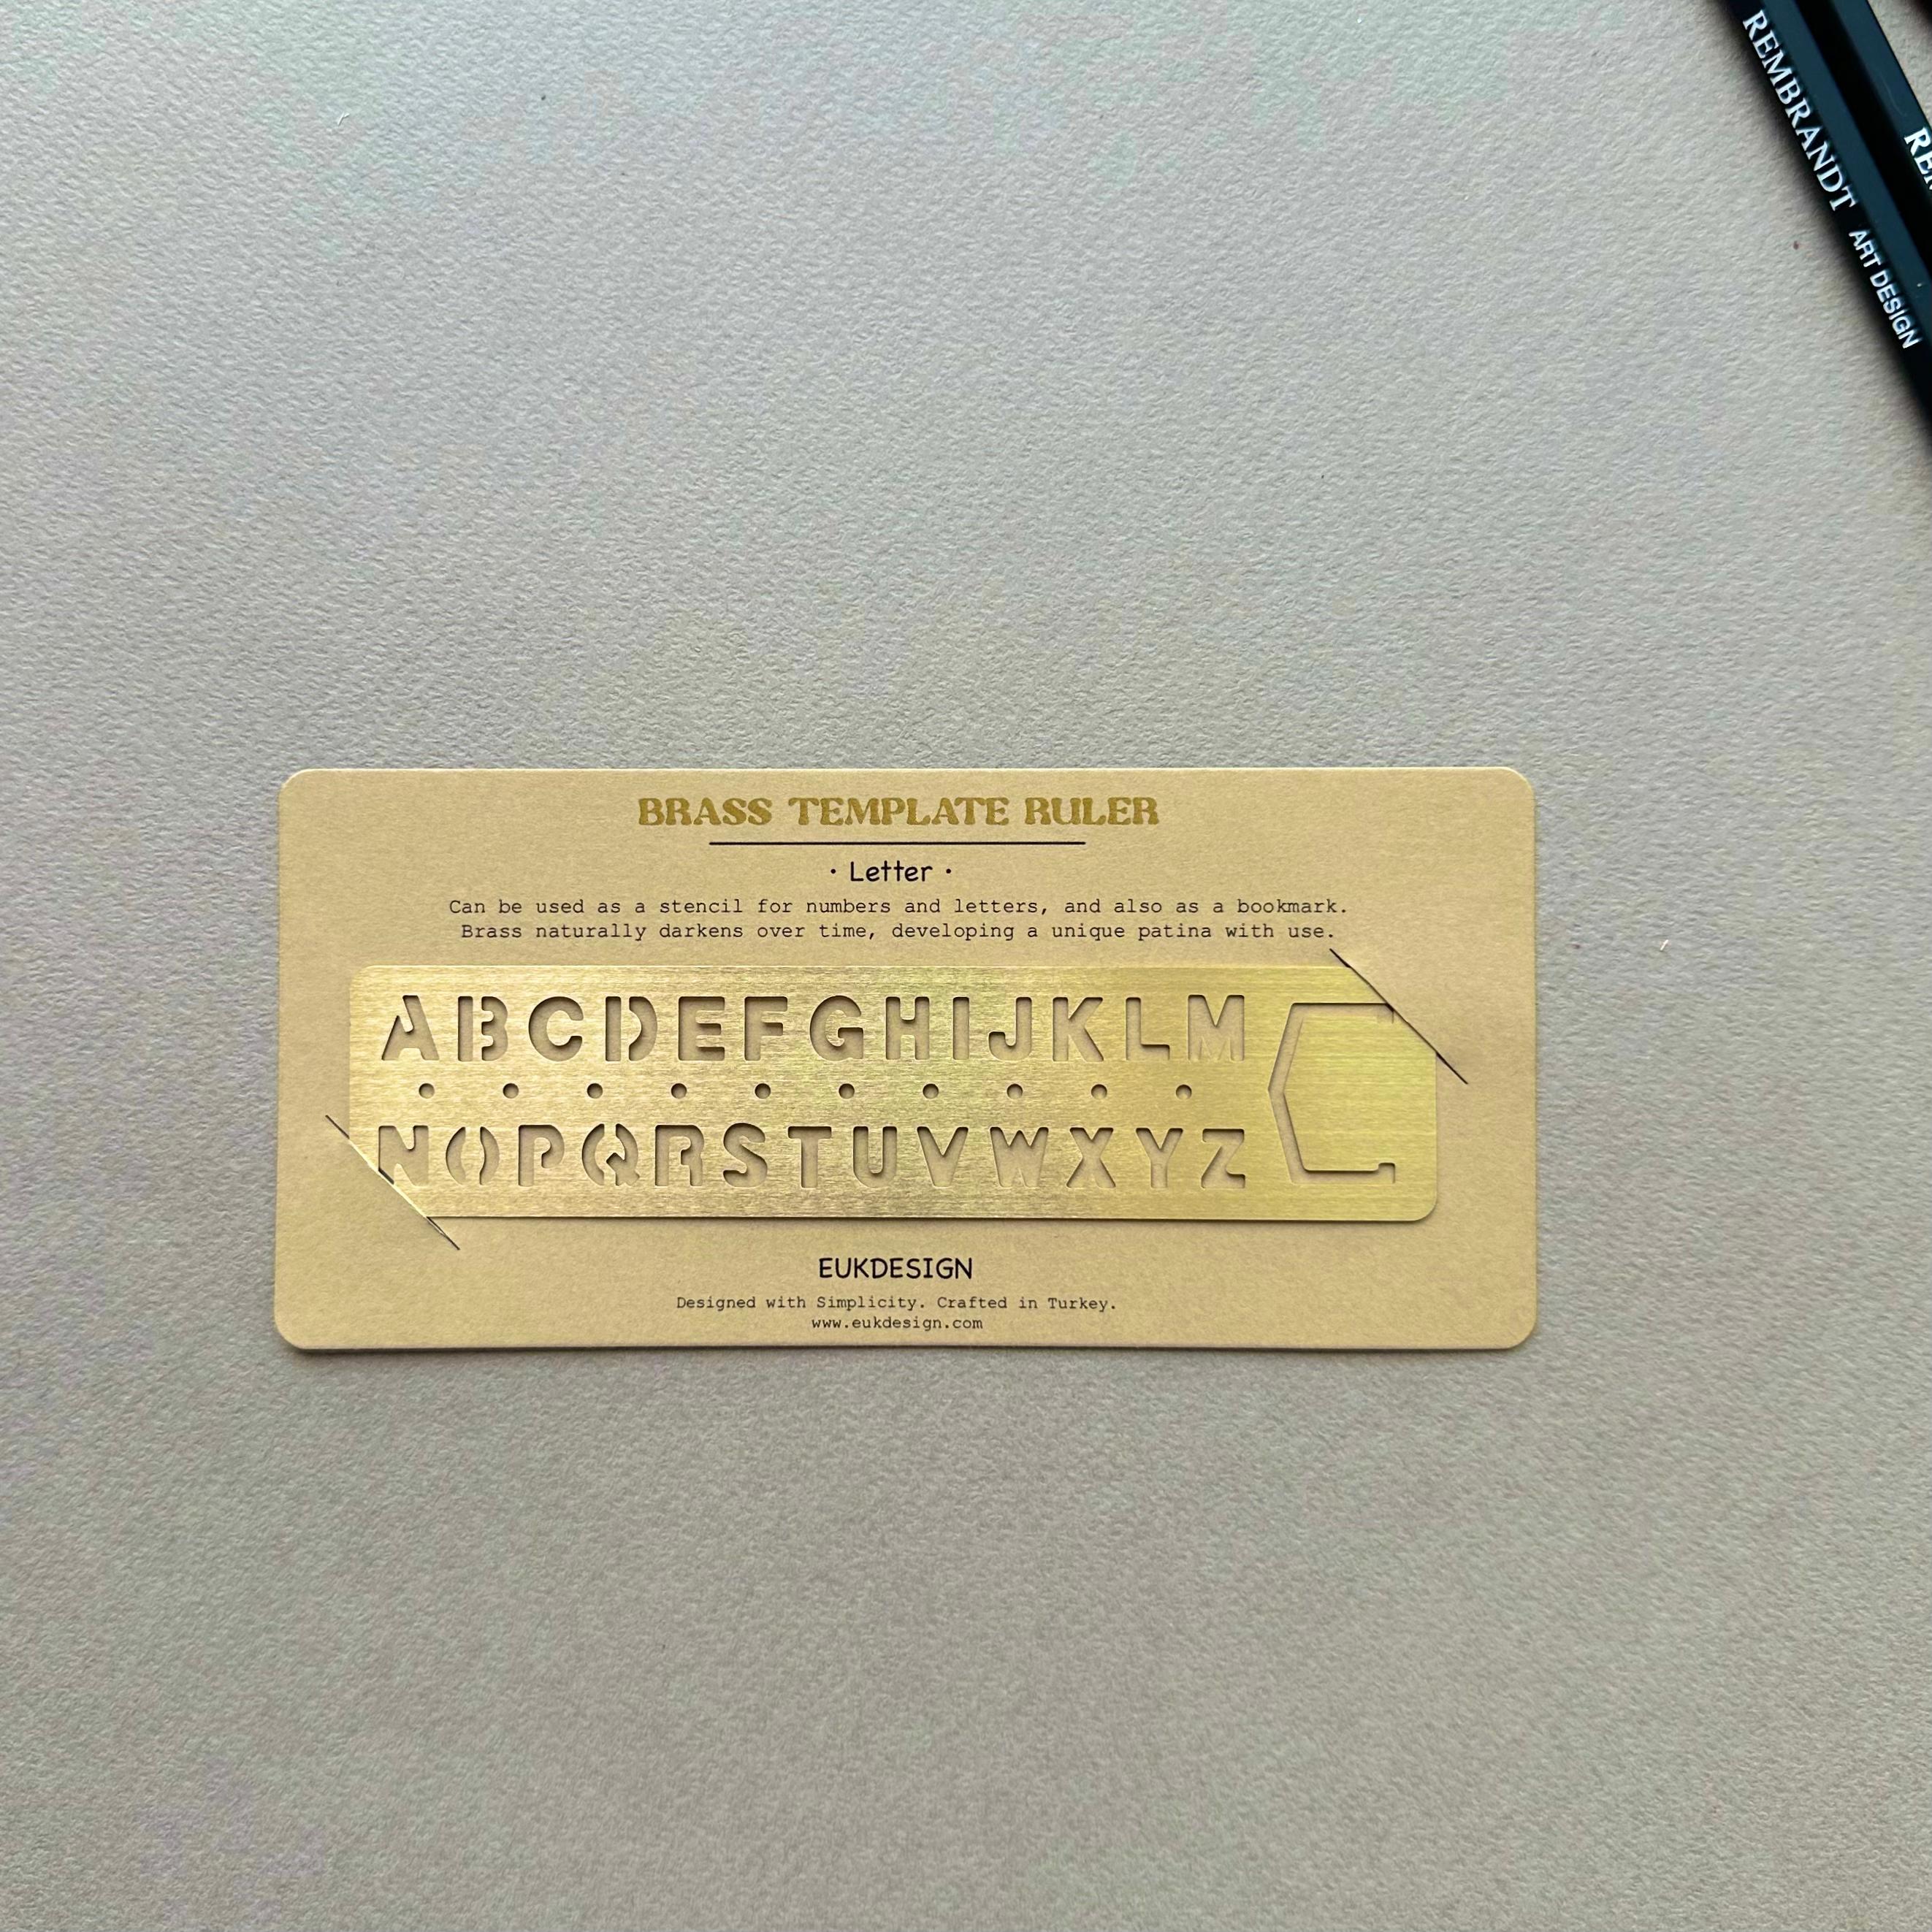 REMBRANDT ART DESIGN
BRASS TEMPLATE RULER
· Letter ·
Can be used as a stencil for numbers and letters, and also as a bookmark.
Brass naturally darkens over time, developing a unique patina with use.
ABCDEFGHIJKLM
NOPQRSTUVWXYZ
EUKDESIGN
Designed with Simplicity. Crafted in Turkey.
www.eukdesign.com